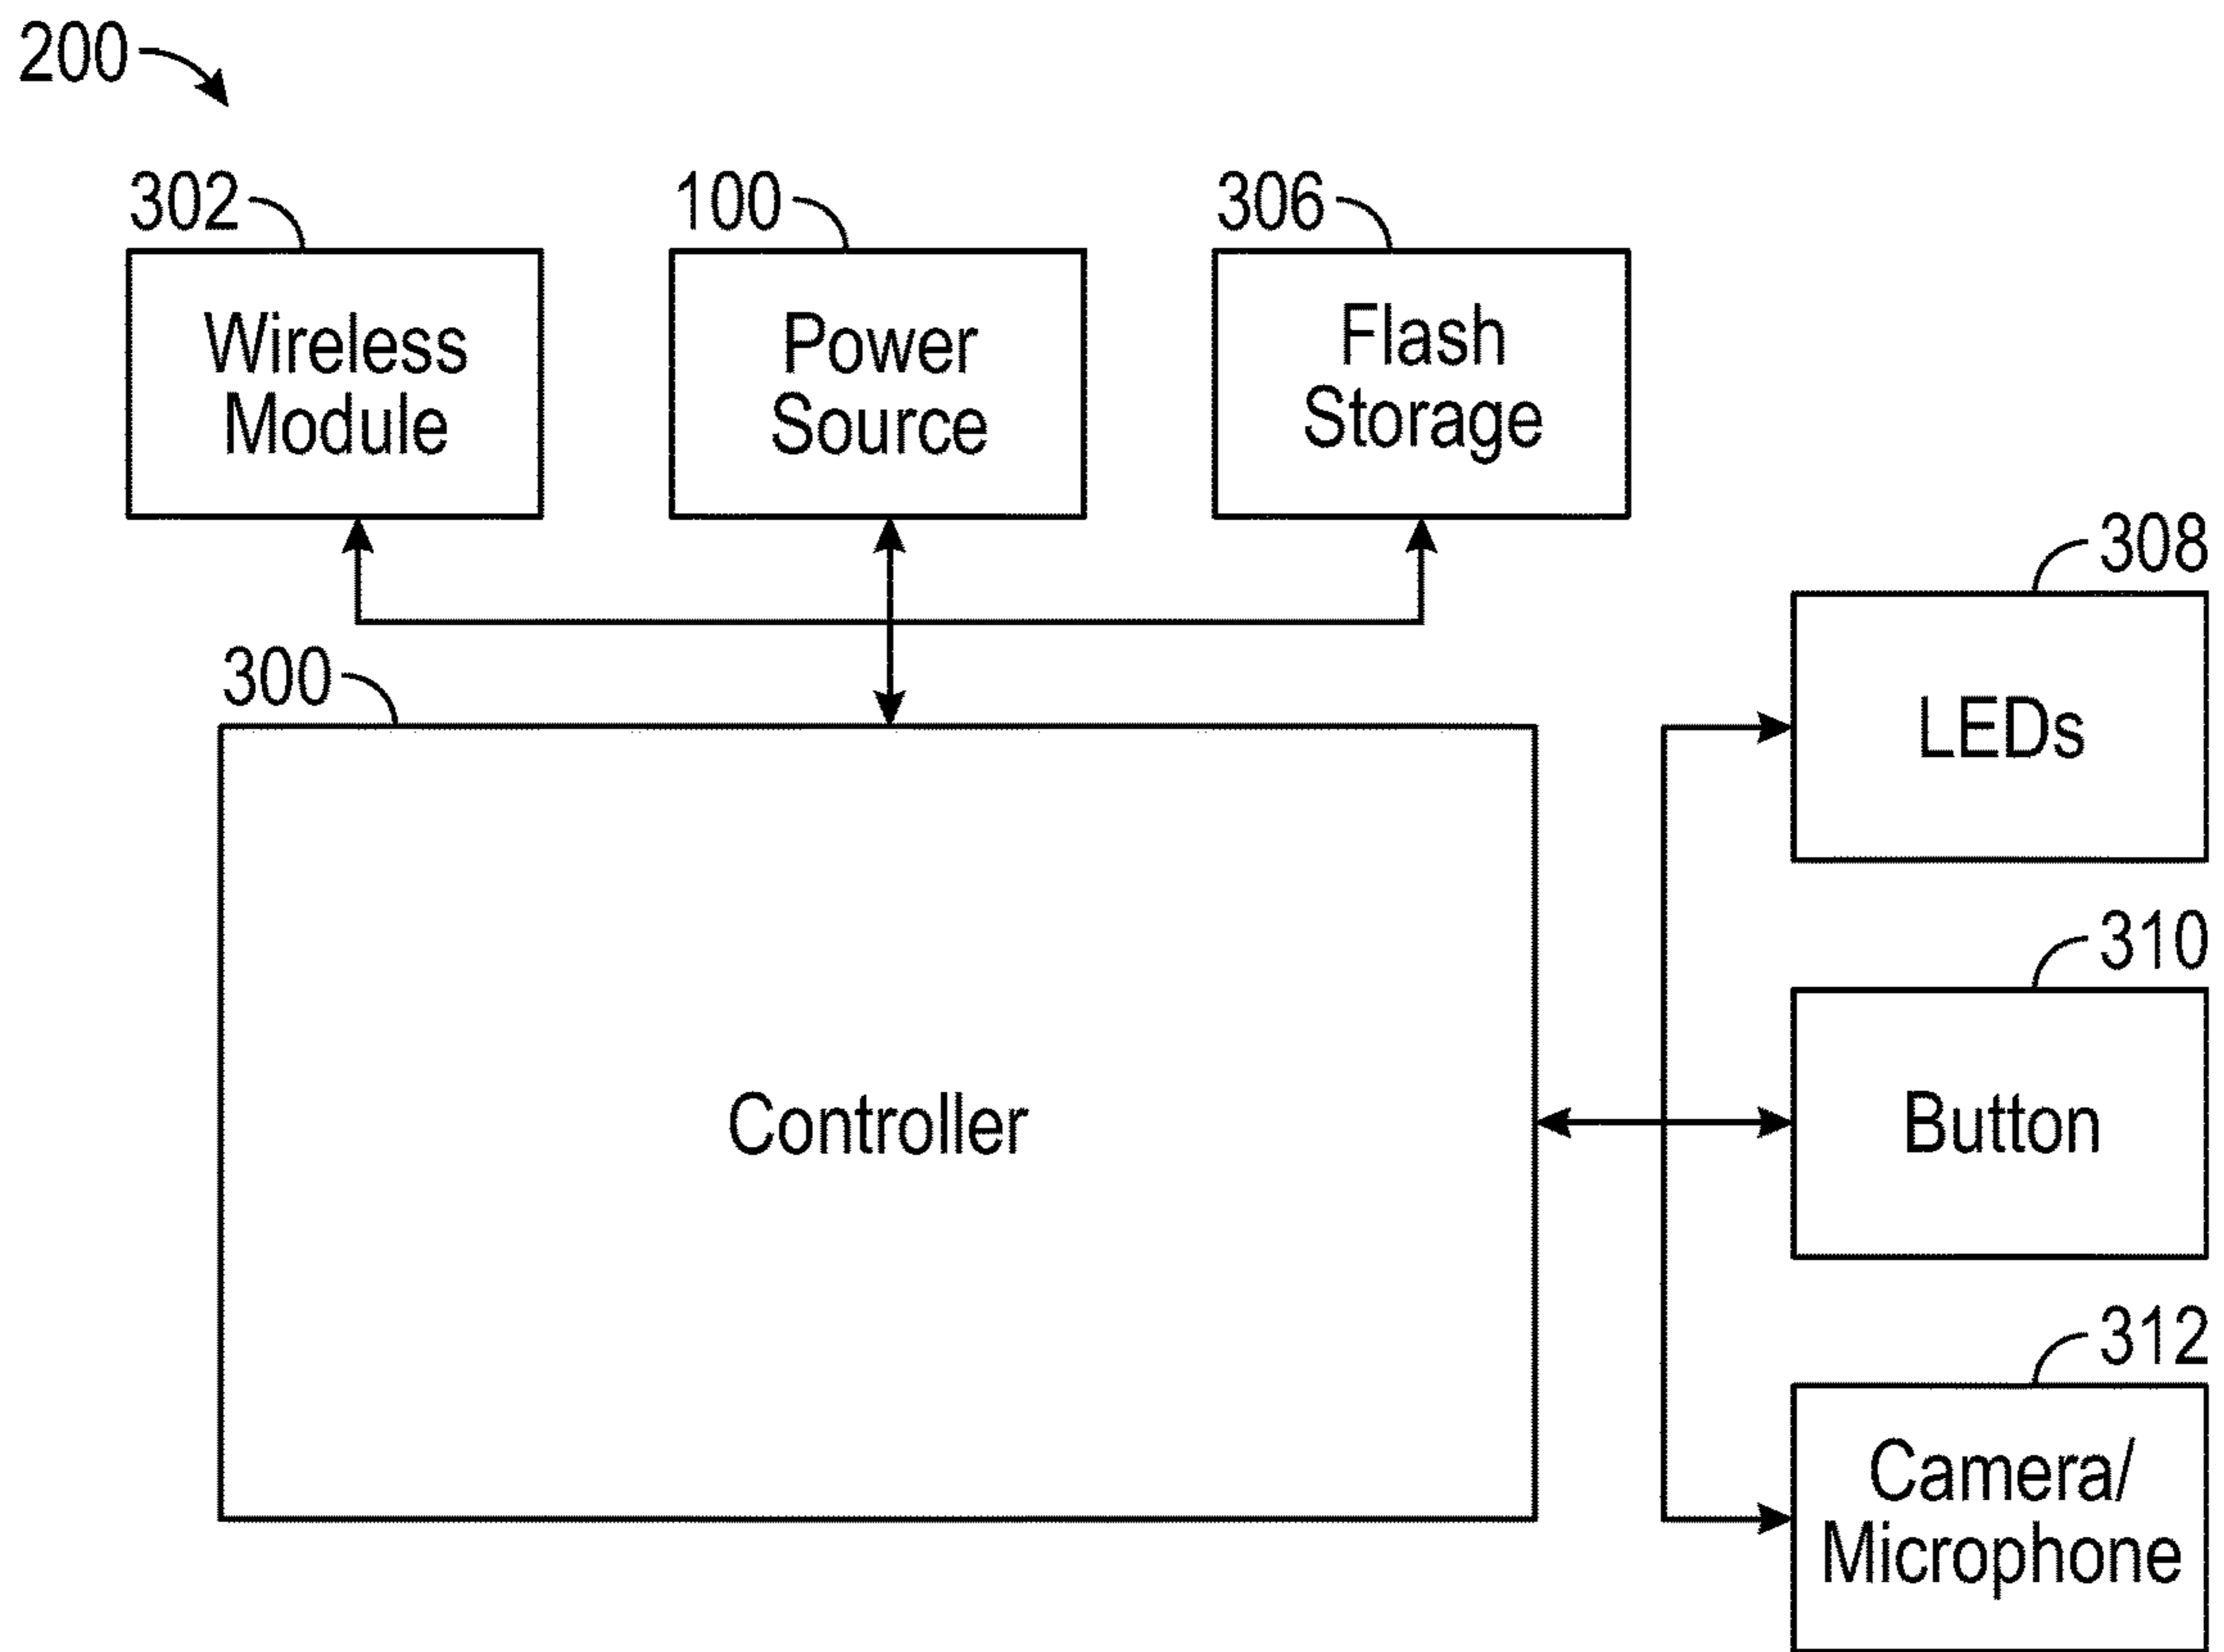 200
302
100
306
Wireless
Module
Power
Source
Flash
Storage
308
LEDs
300
Controller
310
Button
312
Camera/
Microphone